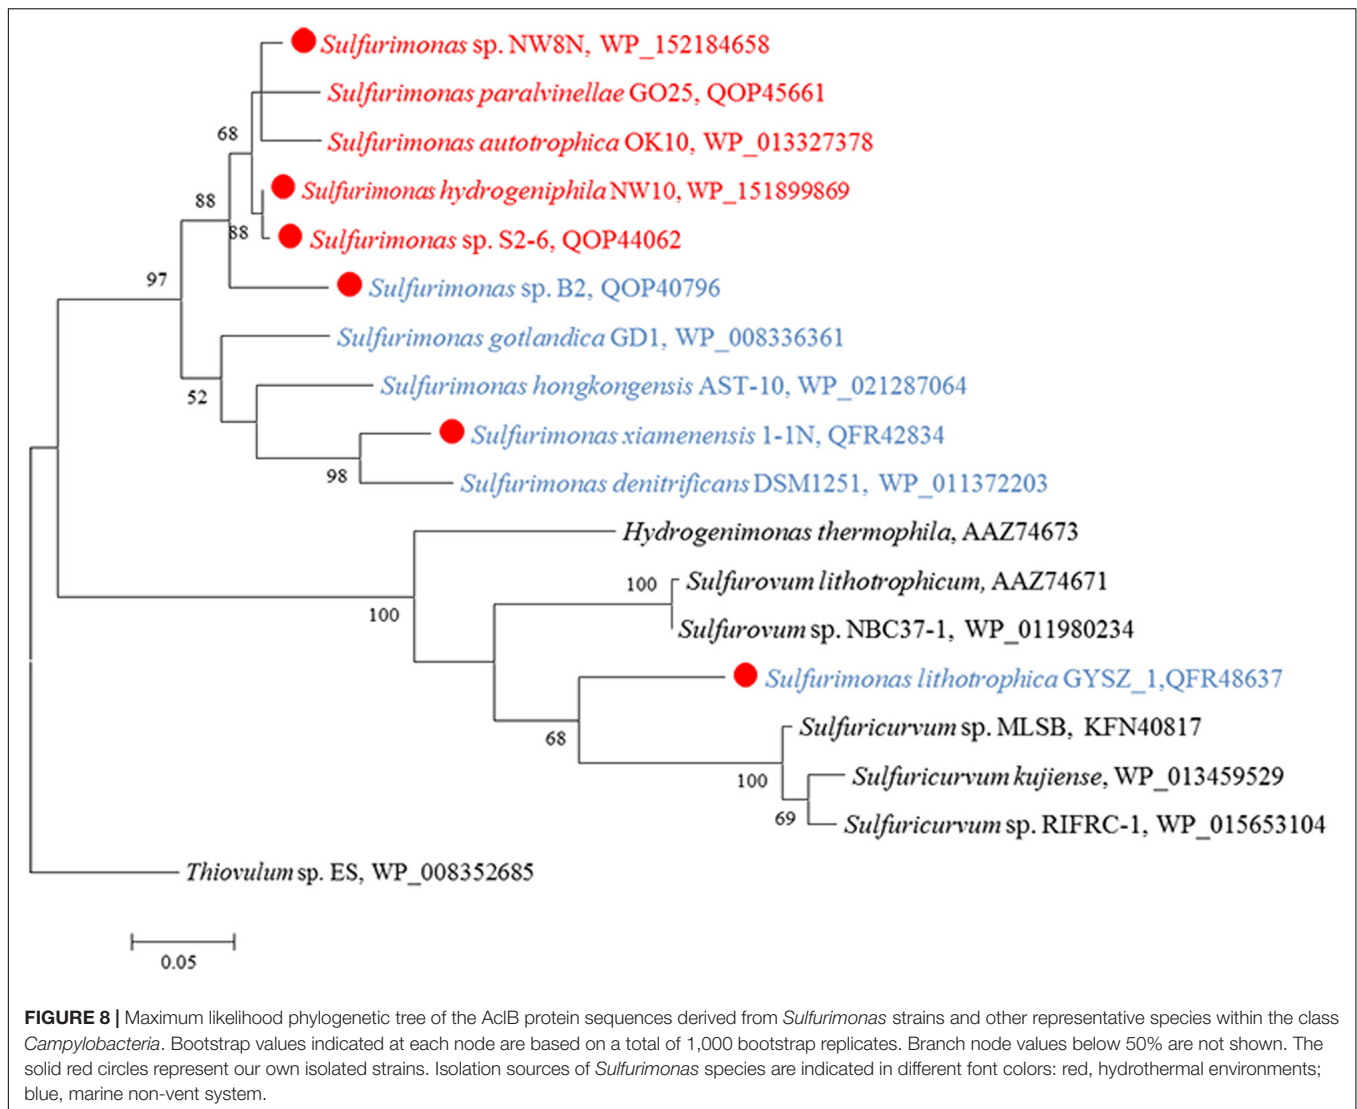 Sulfurimonas sp. NW8N, WP_152184658
Sulfurimonas paralvinellae GO25, QOP45661
68
Sulfurimonas autotrophica OK10, WP_013327378
Sulfurimonas hydrogeniphila NW10, WP_151899869
88
88
Sulfurimonas sp. S2-6, QOP44062
97
Sulfurimonas sp. B2, QOP40796
Sulfurimonas gotlandica GD1, WP_008336361
52
Sulfurimonas hongkongensis AST-10, WP_021287064
Sulfurimonas xiamenensis 1-1N, QFR42834
98
Sulfurimonas denitrificans DSM1251, WP_011372203
Hydrogenimonas thermophila, AAZ74673
100
Sulfurovum lithotrophicum, AAZ74671
100
Sulfurovum sp. NBC37-1, WP_011980234
Sulfurimonas lithotrophica GYSZ_1,QFR48637
68
Sulfuricurvum sp. MLSB, KFN40817
100
Sulfuricurvum kujiense, WP_013459529
69
Sulfuricurvum sp. RIFRC-1, WP_015653104
Thiovulum sp. ES, WP_008352685
0.05
FIGURE 8 | Maximum likelihood phylogenetic tree of the AclB protein sequences derived from Sulfurimonas strains and other representative species within the class
Campylobacteria. Bootstrap values indicated at each node are based on a total of 1,000 bootstrap replicates. Branch node values below 50% are not shown. The
solid red circles represent our own isolated strains. Isolation sources of Sulfurimonas species are indicated in different font colors: red, hydrothermal environments;
blue, marine non-vent system.